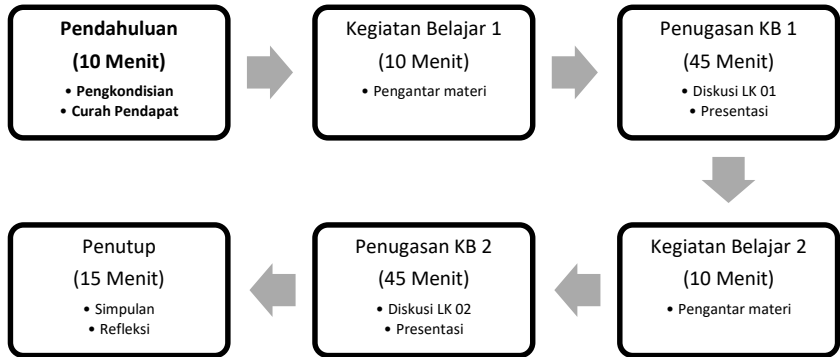 Pendahuluan
(10 Menit)
• Pengkondisian
• Curah Pendapat
Kegiatan Belajar 1
(10 Menit)
• Pengantar materi
Penugasan KB 1
(45 Menit)
• Diskusi LK 01
• Presentasi
Kegiatan Belajar 2
(10 Menit)
• Pengantar materi
Penugasan KB 2
(45 Menit)
• Diskusi LK 02
• Presentasi
Penutup
(15 Menit)
• Simpulan
• Refleksi